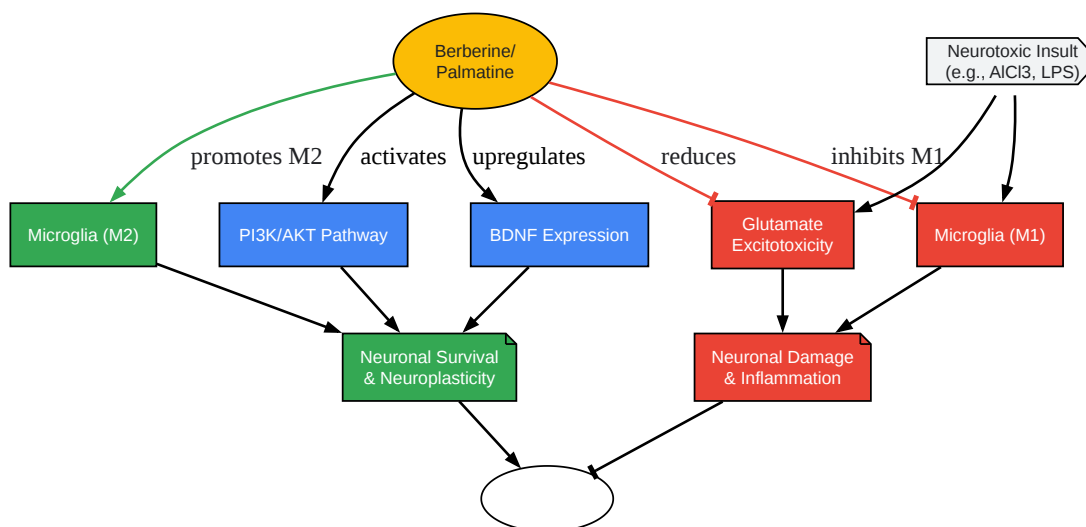 Berberine/
Palmatine
Neurotoxic Insult
(e.g., AlCl3, LPS)
promotes M2
activates
upregulates
reduces
inhibits M1
Microglia (M2)
PI3K/AKT Pathway
BDNF Expression
Glutamate
Excitotoxicity
Microglia (M1)
Neuronal Survival
& Neuroplasticity
Neuronal Damage
& Inflammation